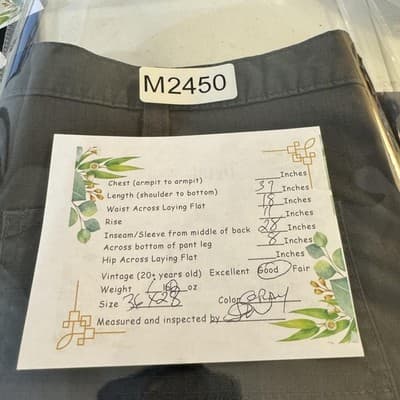 M2450
Chest (armpit to armpit) _____Inches
Length (shoulder to bottom) 37 Inches
Waist Across Laying Flat 18 Inches
Rise 11 Inches
Inseam/Sleeve from middle of back 28 Inches
Across bottom of pant leg 8 Inches
Hip Across Laying Flat _____Inches
Vintage (20+ years old) Excellent Good Fair
Weight oz
Size 36x28 Color GRAY
Measured and inspected by